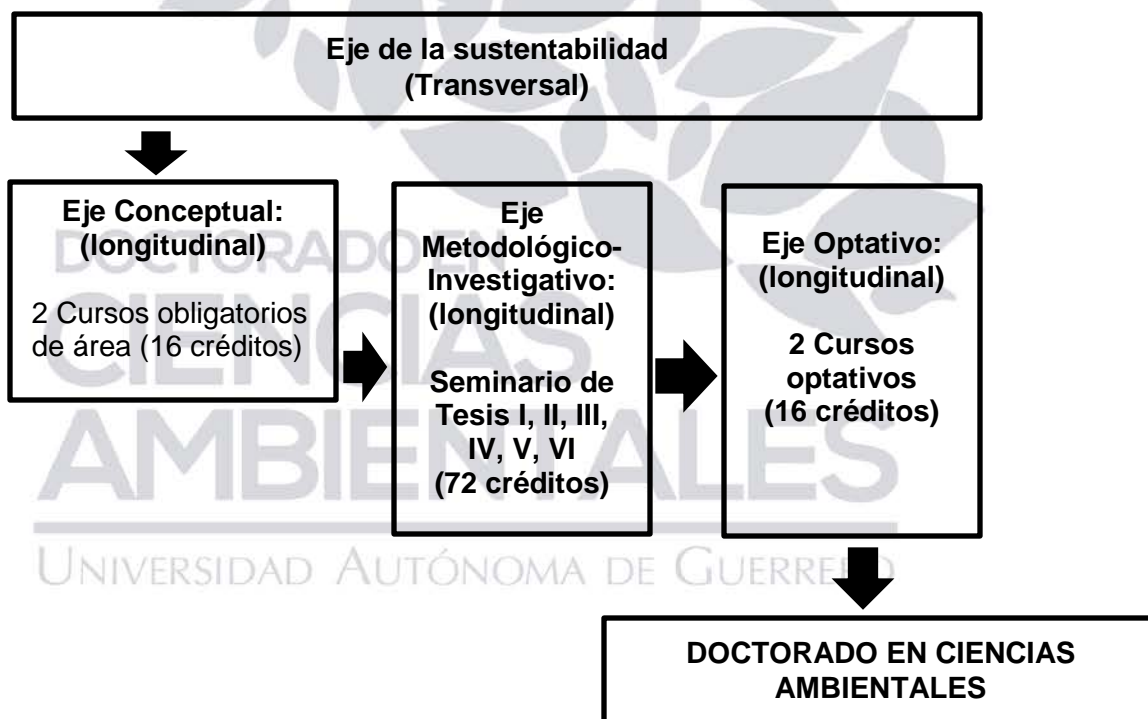 Eje de la sustentabilidad
(Transversal)
Eje Conceptual:
(longitudinal)
2 Cursos obligatorios
de área (16 créditos)
Eje
Metodológico-
Investigativo:
(longitudinal)
Seminario de
Tesis I, II, III,
IV, V, VI
(72 créditos)
Eje Optativo:
(longitudinal)
2 Cursos
optativos
(16 créditos)
DOCTORADO EN CIENCIAS
AMBIENTALES
DOCTORADO EN
CIENCIAS
AMBIENTALES
UNIVERSIDAD AUTÓNOMA DE GUERRERO